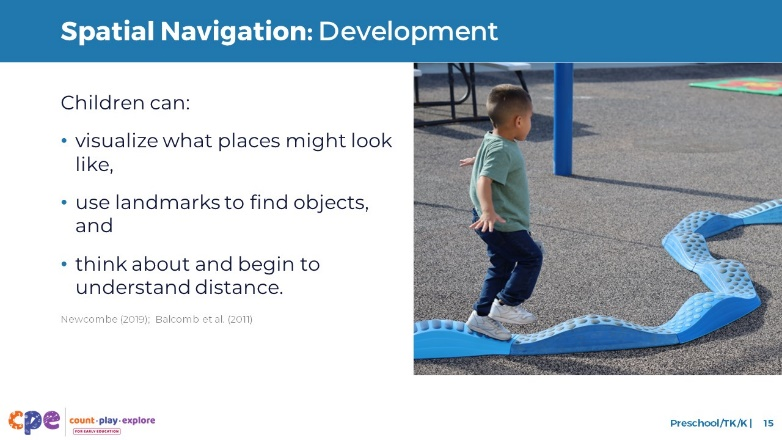 Spatial Navigation: Development
Children can:
• visualize what places might look
like,
• use landmarks to find objects,
and
• think about and begin to
understand distance.
Newcombe (2019); Balcomb et al. (2011)
cpe
count·play·explore
FOR EARLY EDUCATION
Preschool/TK/K | 15